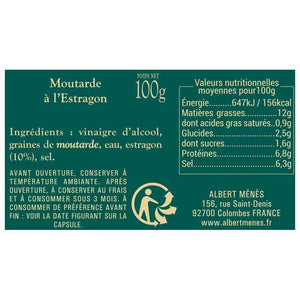 Moutarde
à l'Estragon
POIDS NET
100g
Ingrédients : vinaigre d'alcool,
graines de moutarde, eau, estragon
(10%), sel.
AVANT OUVERTURE, CONSERVER À
TEMPÉRATURE AMBIANTE. APRÈS
OUVERTURE, À CONSERVER AU FRAIS
ET À CONSOMMER SOUS 3 MOIS. À
CONSOMMER DE PRÉFÉRENCE AVANT
FIN : VOIR LA DATE FIGURANT SUR LA
CAPSULE.
Valeurs nutritionnelles
moyennes pour100g
Énergie..........647kJ / 156kcal
Matières grasses............12g
dont acides gras saturés..0,9g
Glucides......................2,5g
dont sucres..................1,6g
Protéines.....................6,8g
Sel..............................6,3g
ALBERT MÉNÈS
156, rue Saint-Denis
92700 Colombes FRANCE
www.albertmenes.fr